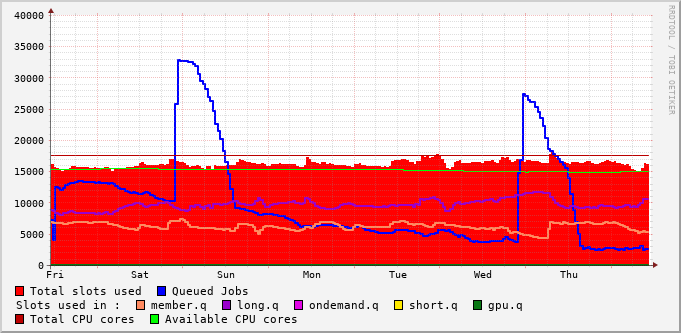 RRDTOOL / TOBI OETIKER
40000
35000
30000
25000
20000
15000
10000
5000
0
Fri Sat Sun Mon Tue Wed Thu
Total slots used Queued Jobs
Slots used in : member.q long.q ondemand.q short.q gpu.q
Total CPU cores Available CPU cores